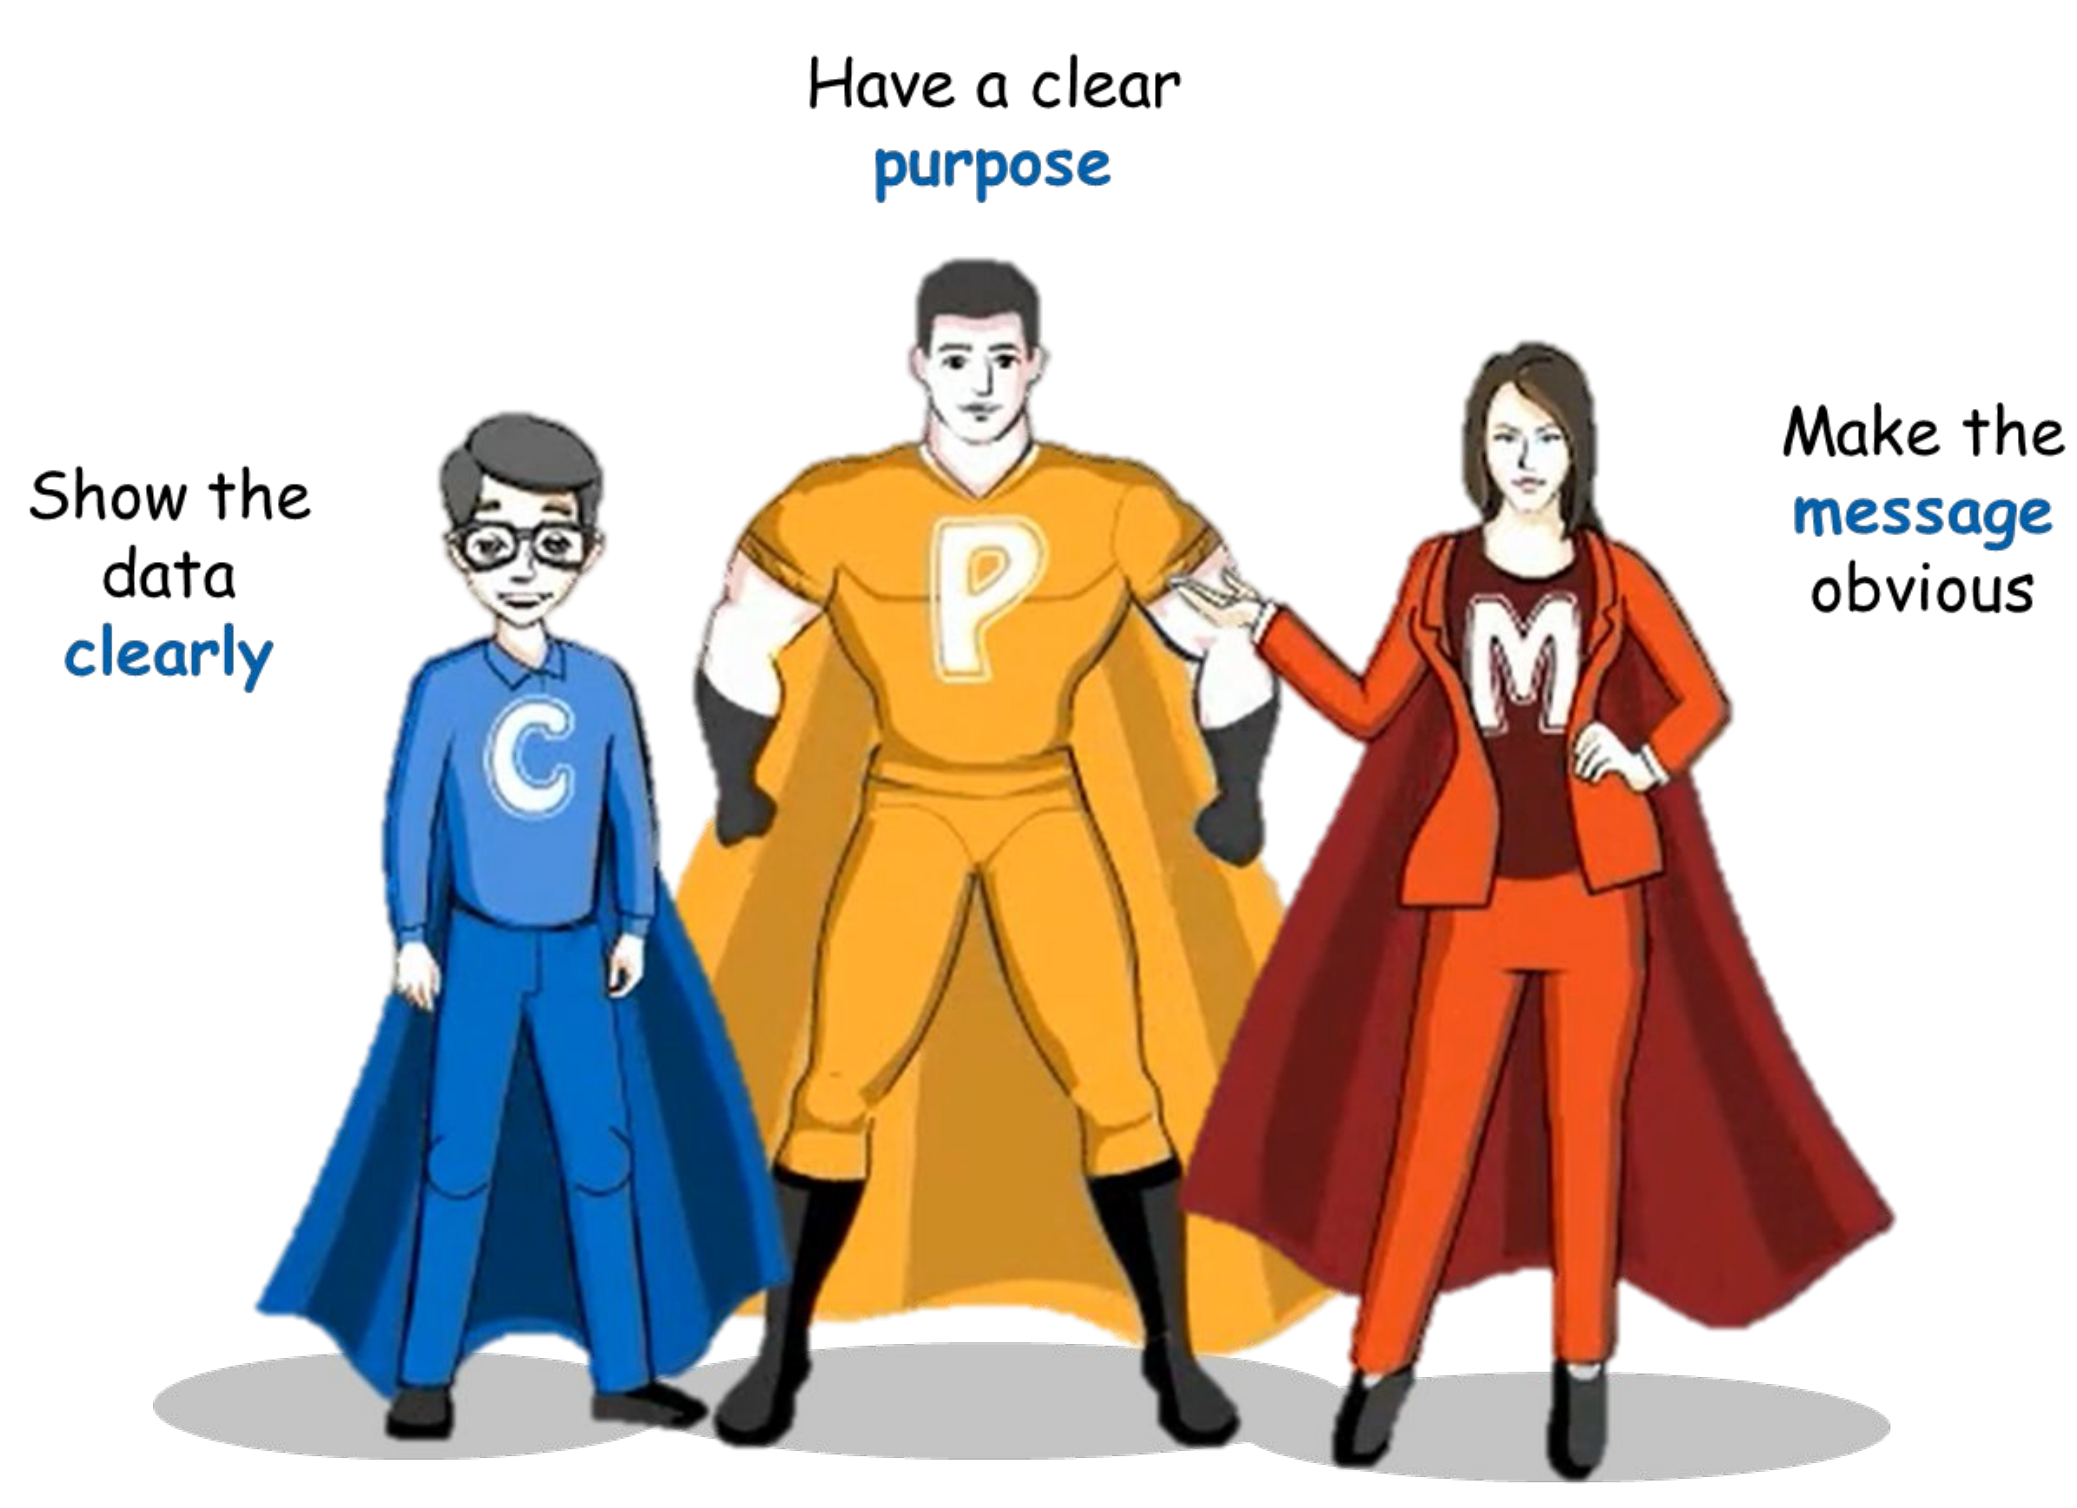 Have a clear
purpose
Show the
data
clearly
Make the
message
obvious
C
P
M